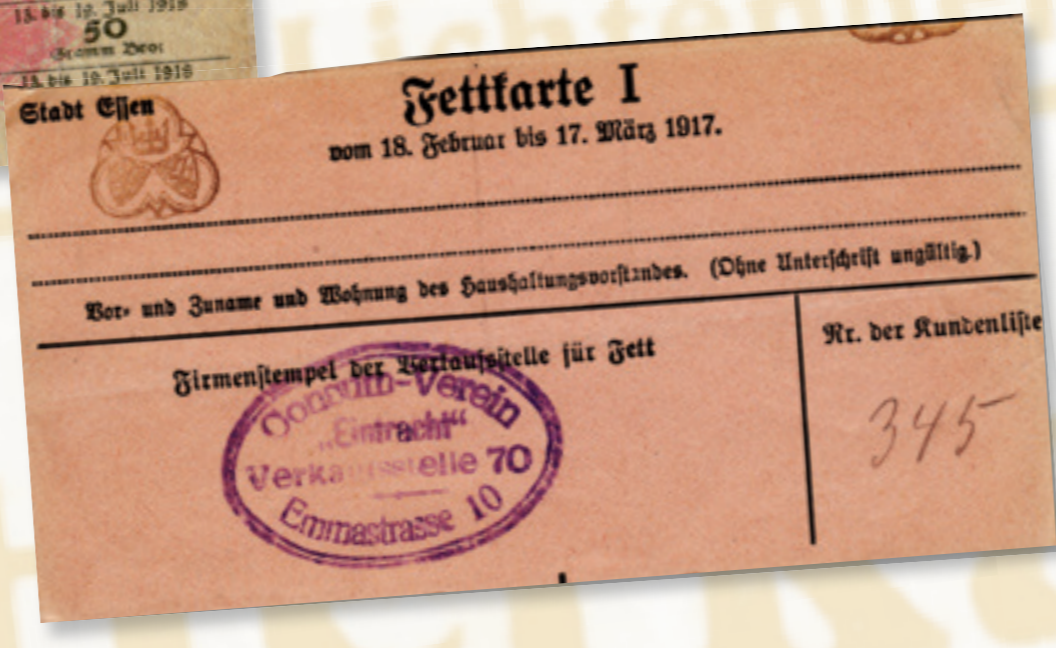 15. bis 19. Juli 1919
50
Gramm Brot
15. bis 19. Juli 1919
Stadt Essen
Fettkarte I
vom 18. Februar bis 17. März 1917.
Vor- und Zuname und Wohnung des Haushaltungsvorstandes. (Ohne Unterschrift ungültig.)
Firmenstempel der Verkaufsstelle für Fett
Nr. der Kundenliste
Consum-Verein
„Eintracht“
Verkaufsstelle 70
Emmastrasse 10
345